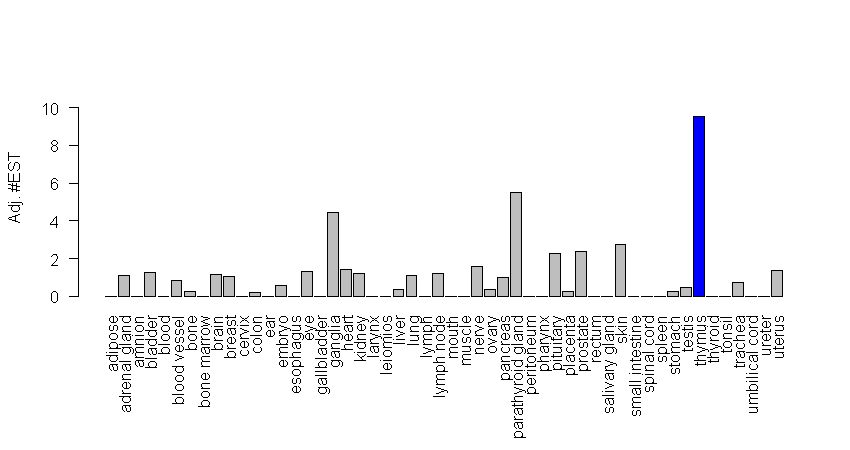 Adj. #EST
10
8
6
4
2
0
adipose
adrenal gland
amnion
bladder
blood
blood vessel
bone
bone marrow
brain
breast
cervix
colon
ear
embryo
esophagus
eye
gallbladder
ganglia
heart
kidney
larynx
leiomios
liver
lung
lymph
lymph node
mouth
muscle
nerve
ovary
pancreas
parathyroid gland
peritoneum
pharynx
pituitary
placenta
prostate
rectum
salivary gland
skin
small intestine
spinal cord
spleen
stomach
testis
thymus
thyroid
tonsil
trachea
umbilical cord
ureter
uterus